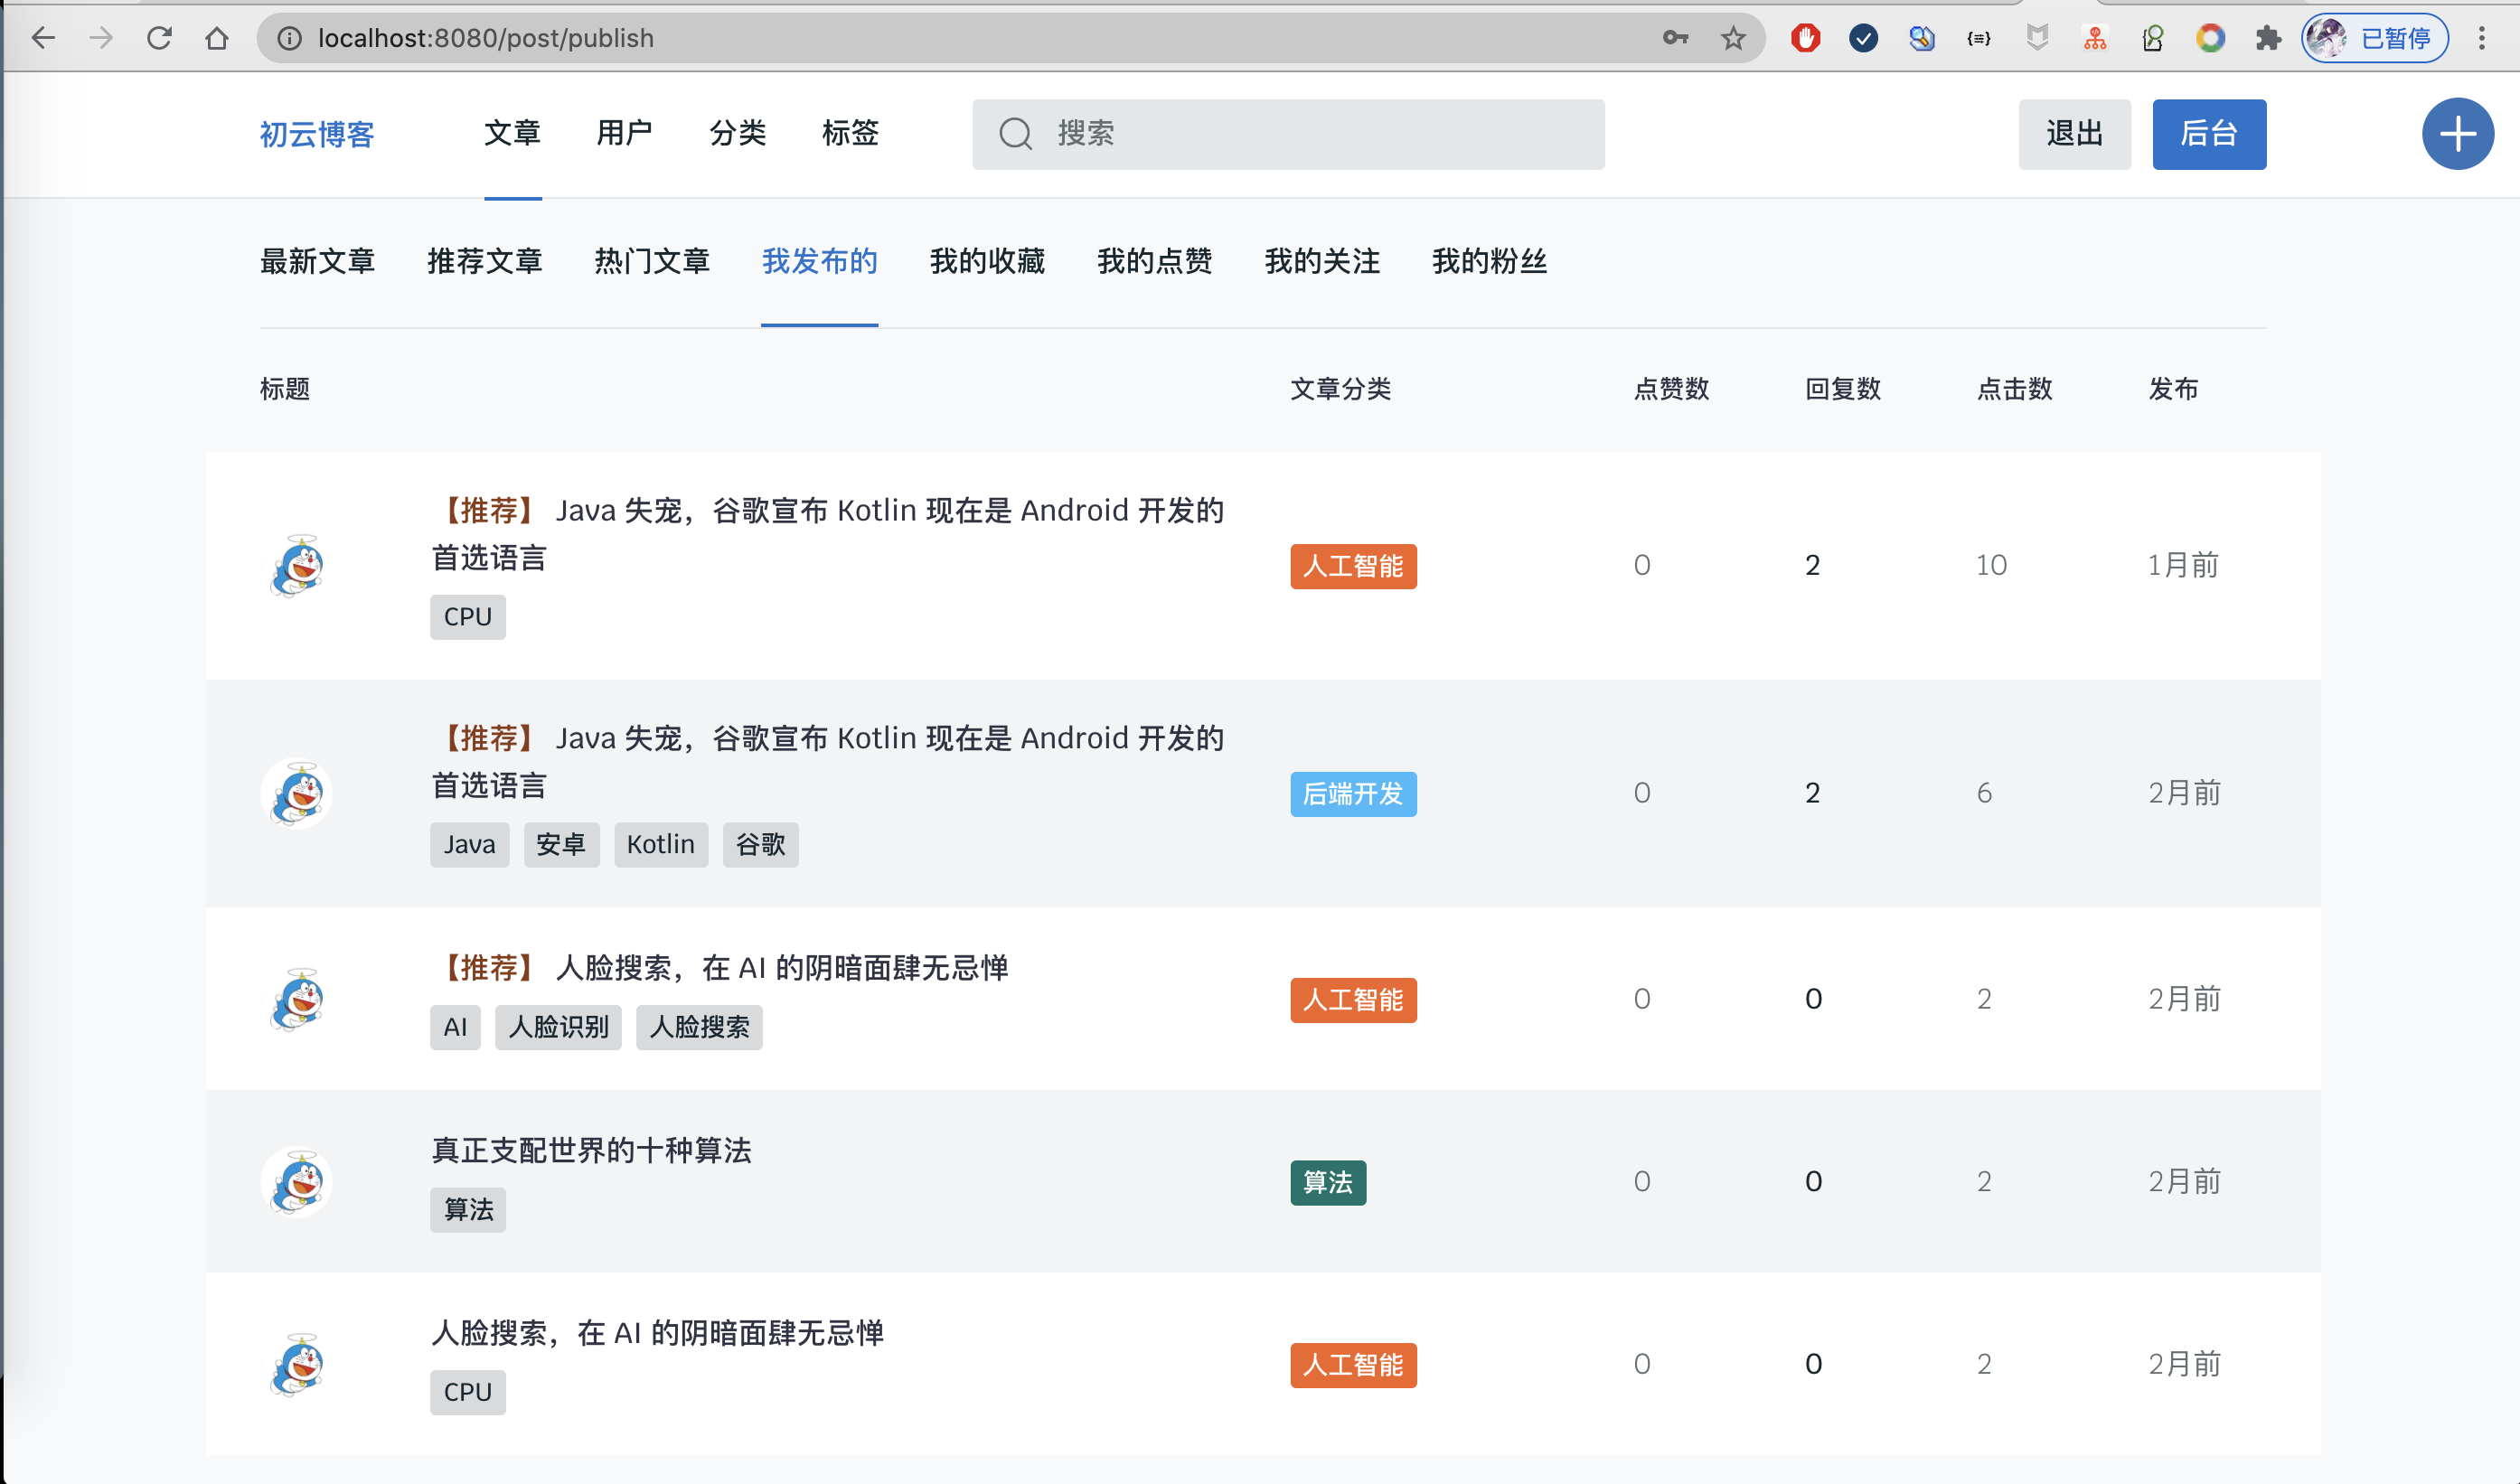 localhost:8080/post/publish
已暂停
初云博客 文章 用户 分类 标签 搜索 退出 后台
最新文章 推荐文章 热门文章 我发布的 我的收藏 我的点赞 我的关注 我的粉丝
标题 文章分类 点赞数 回复数 点击数 发布
【推荐】 Java 失宠，谷歌宣布 Kotlin 现在是 Android 开发的
首选语言
CPU
人工智能 0 2 10 1月前
【推荐】 Java 失宠，谷歌宣布 Kotlin 现在是 Android 开发的
首选语言
Java 安卓 Kotlin 谷歌
后端开发 0 2 6 2月前
【推荐】 人脸搜索，在 AI 的阴暗面肆无忌惮
AI 人脸识别 人脸搜索
人工智能 0 0 2 2月前
真正支配世界的十种算法
算法
算法 0 0 2 2月前
人脸搜索，在 AI 的阴暗面肆无忌惮
CPU
人工智能 0 0 2 2月前